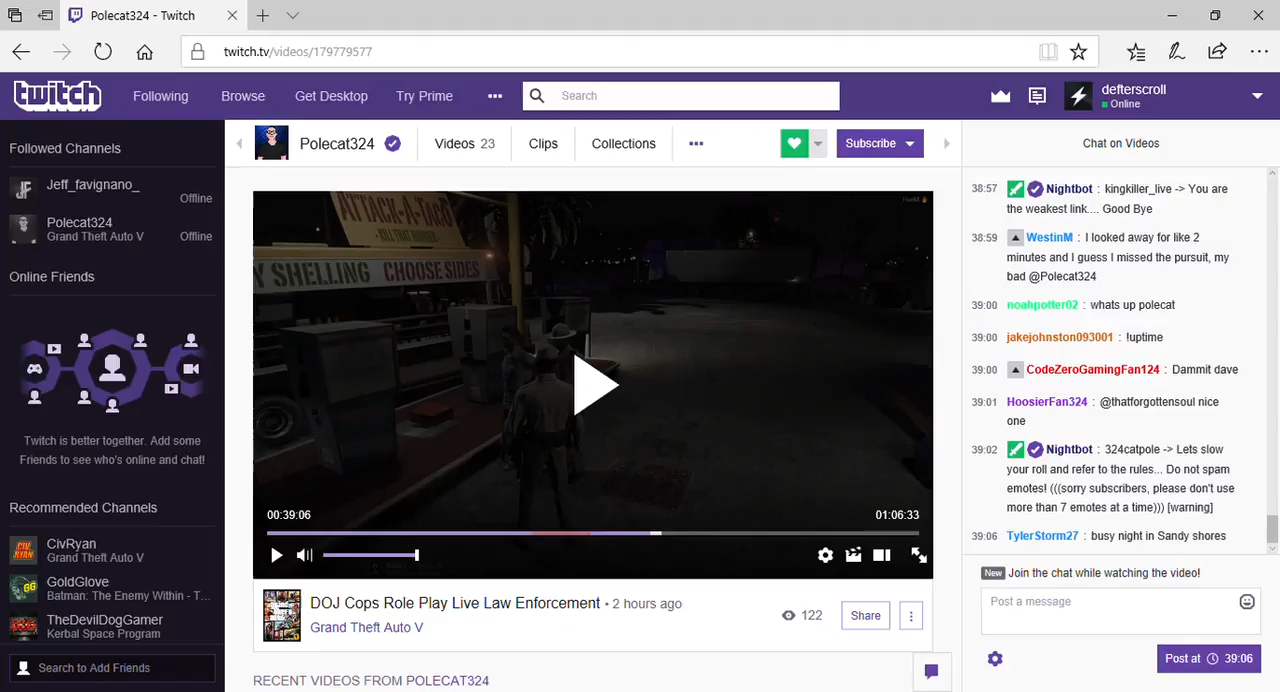 Polecat324 - Twitch
twitch.tv/videos/179779577
twitch
Following
Browse
Get Desktop
Try Prime
Search
defterscroll
Online
Followed Channels
Jeff_favignano_
Offline
Polecat324
Grand Theft Auto V
Offline
Online Friends
Twitch is better together. Add some
Friends to see who's online and chat!
Recommended Channels
CivRyan
Grand Theft Auto V
GoldGlove
Batman: The Enemy Within - T...
TheDevilDogGamer
Kerbal Space Program
Search to Add Friends
Polecat324
Videos 23
Clips
Collections
Subscribe
ATTACK-A-TACO
KILL THAT HUNGER
Y SHELLING CHOOSE SIDES
00:39:06
01:06:33
DOJ Cops Role Play Live Law Enforcement • 2 hours ago
Grand Theft Auto V
122
Share
RECENT VIDEOS FROM POLECAT324
Chat on Videos
38:57 Nightbot : kingkiller_live -> You are
the weakest link.... Good Bye
38:59 WestinM : I looked away for like 2
minutes and I guess I missed the pursuit, my
bad @Polecat324
39:00 noahpotter02 : whats up polecat
39:00 jakejohnston093001 : !uptime
39:00 CodeZeroGamingFan124 : Dammit dave
39:01 HoosierFan324 : @thatforgottensoul nice
one
39:02 Nightbot : 324catpole -> Lets slow
your roll and refer to the rules... Do not spam
emotes! (((sorry subscribers, please don't use
more than 7 emotes at a time))) [warning]
39:06 TylerStorm27 : busy night in Sandy shores
New Join the chat while watching the video!
Post a message
Post at 39:06